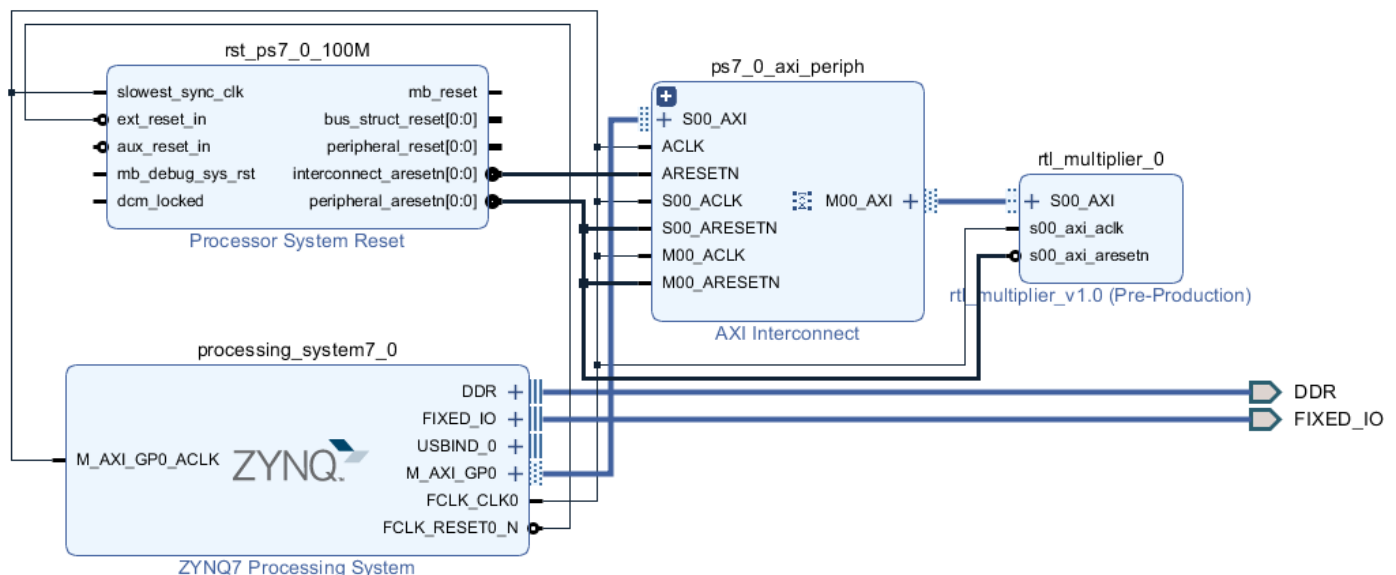 rst_ps7_0_100M
slowest_sync_clk
ext_reset_in
aux_reset_in
mb_debug_sys_rst
dcm_locked
mb_reset
bus_struct_reset[0:0]
peripheral_reset[0:0]
interconnect_aresetn[0:0]
peripheral_aresetn[0:0]
Processor System Reset
ps7_0_axi_periph
S00_AXI
ACLK
ARESETN
S00_ACLK
S00_ARESETN
M00_ACLK
M00_ARESETN
M00_AXI
AXI Interconnect
rtl_multiplier_0
S00_AXI
s00_axi_aclk
s00_axi_aresetn
rtl_multiplier_v1.0 (Pre-Production)
processing_system7_0
M_AXI_GP0_ACLK
ZYNQ
DDR
FIXED_IO
USBIND_0
M_AXI_GP0
FCLK_CLK0
FCLK_RESET0_N
ZYNQ7 Processing System
DDR
FIXED_IO